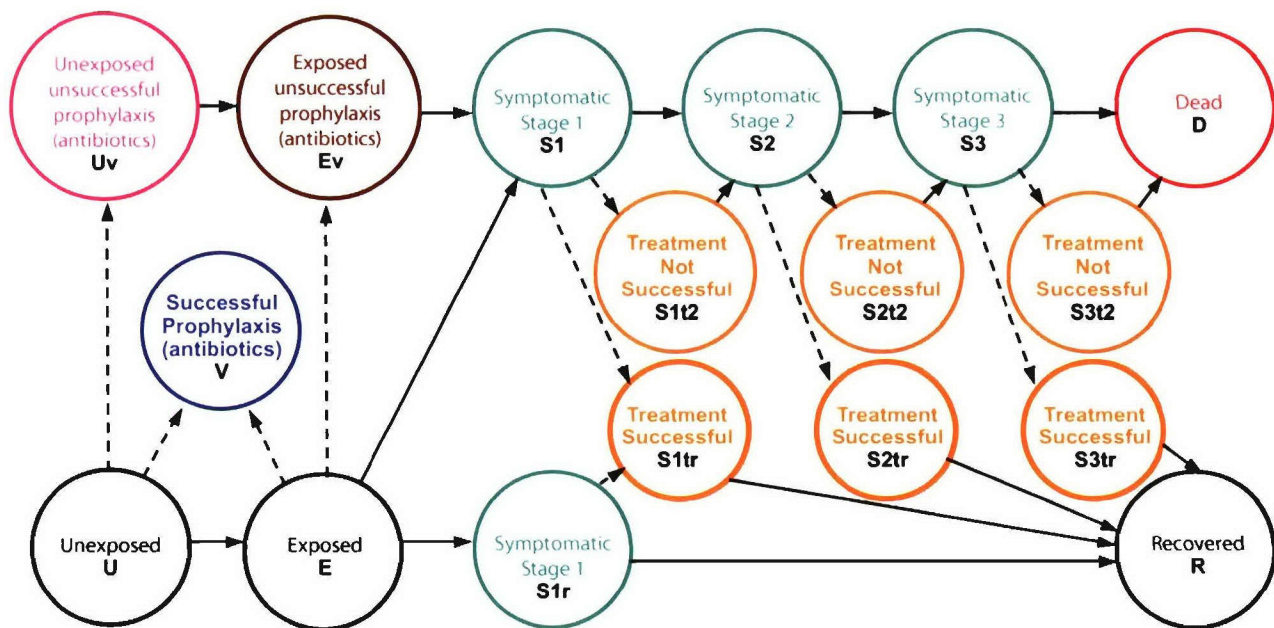 Unexposed
unsuccessful
prophylaxis
(antibiotics)
Uv
Exposed
unsuccessful
prophylaxis
(antibiotics)
Ev
Symptomatic
Stage 1
S1
Symptomatic
Stage 2
S2
Symptomatic
Stage 3
S3
Dead
D
Successful
Prophylaxis
(antibiotics)
V
Treatment
Not
Successful
S1t2
Treatment
Not
Successful
S2t2
Treatment
Not
Successful
S3t2
Treatment
Successful
S1tr
Treatment
Successful
S2tr
Treatment
Successful
S3tr
Unexposed
U
Exposed
E
Symptomatic
Stage 1
S1r
Recovered
R